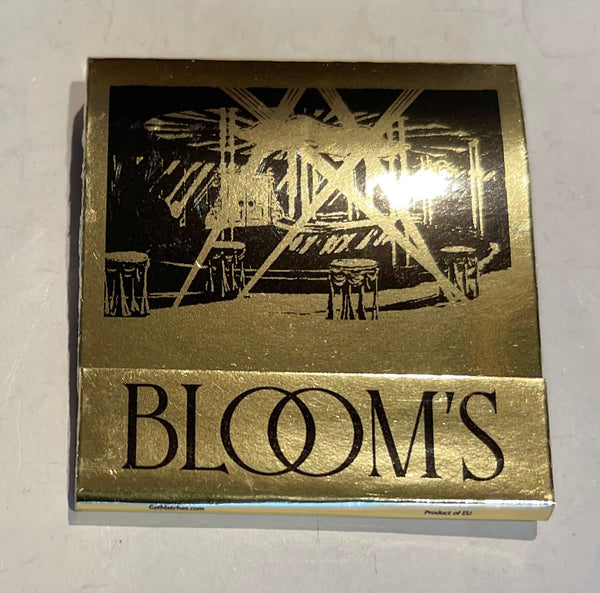 BLOOM'S
GetMatches.com Product of EU